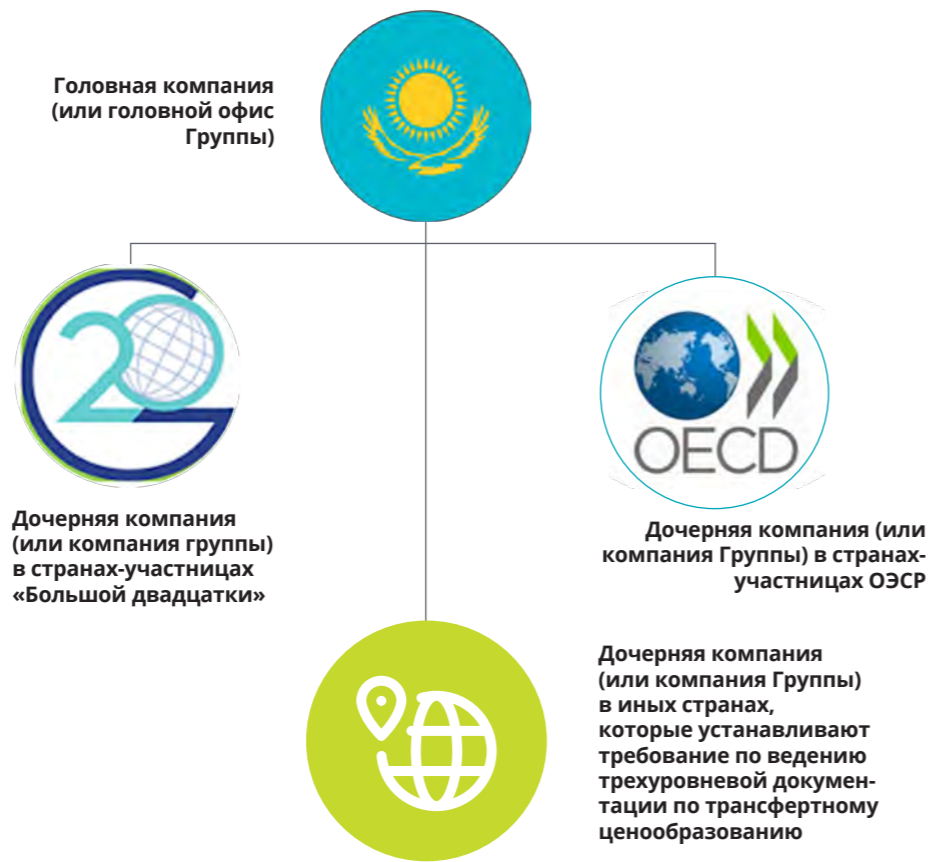 Головная компания
(или головной офис
Группы)
G20
OECD
Дочерняя компания
(или компания группы)
в странах-участницах
«Большой двадцатки»
Дочерняя компания (или
компания Группы) в странах-
участницах ОЭСР
Дочерняя компания
(или компания Группы)
в иных странах,
которые устанавливают
требование по ведению
трехуровневой докумен-
тации по трансфертному
ценообразованию